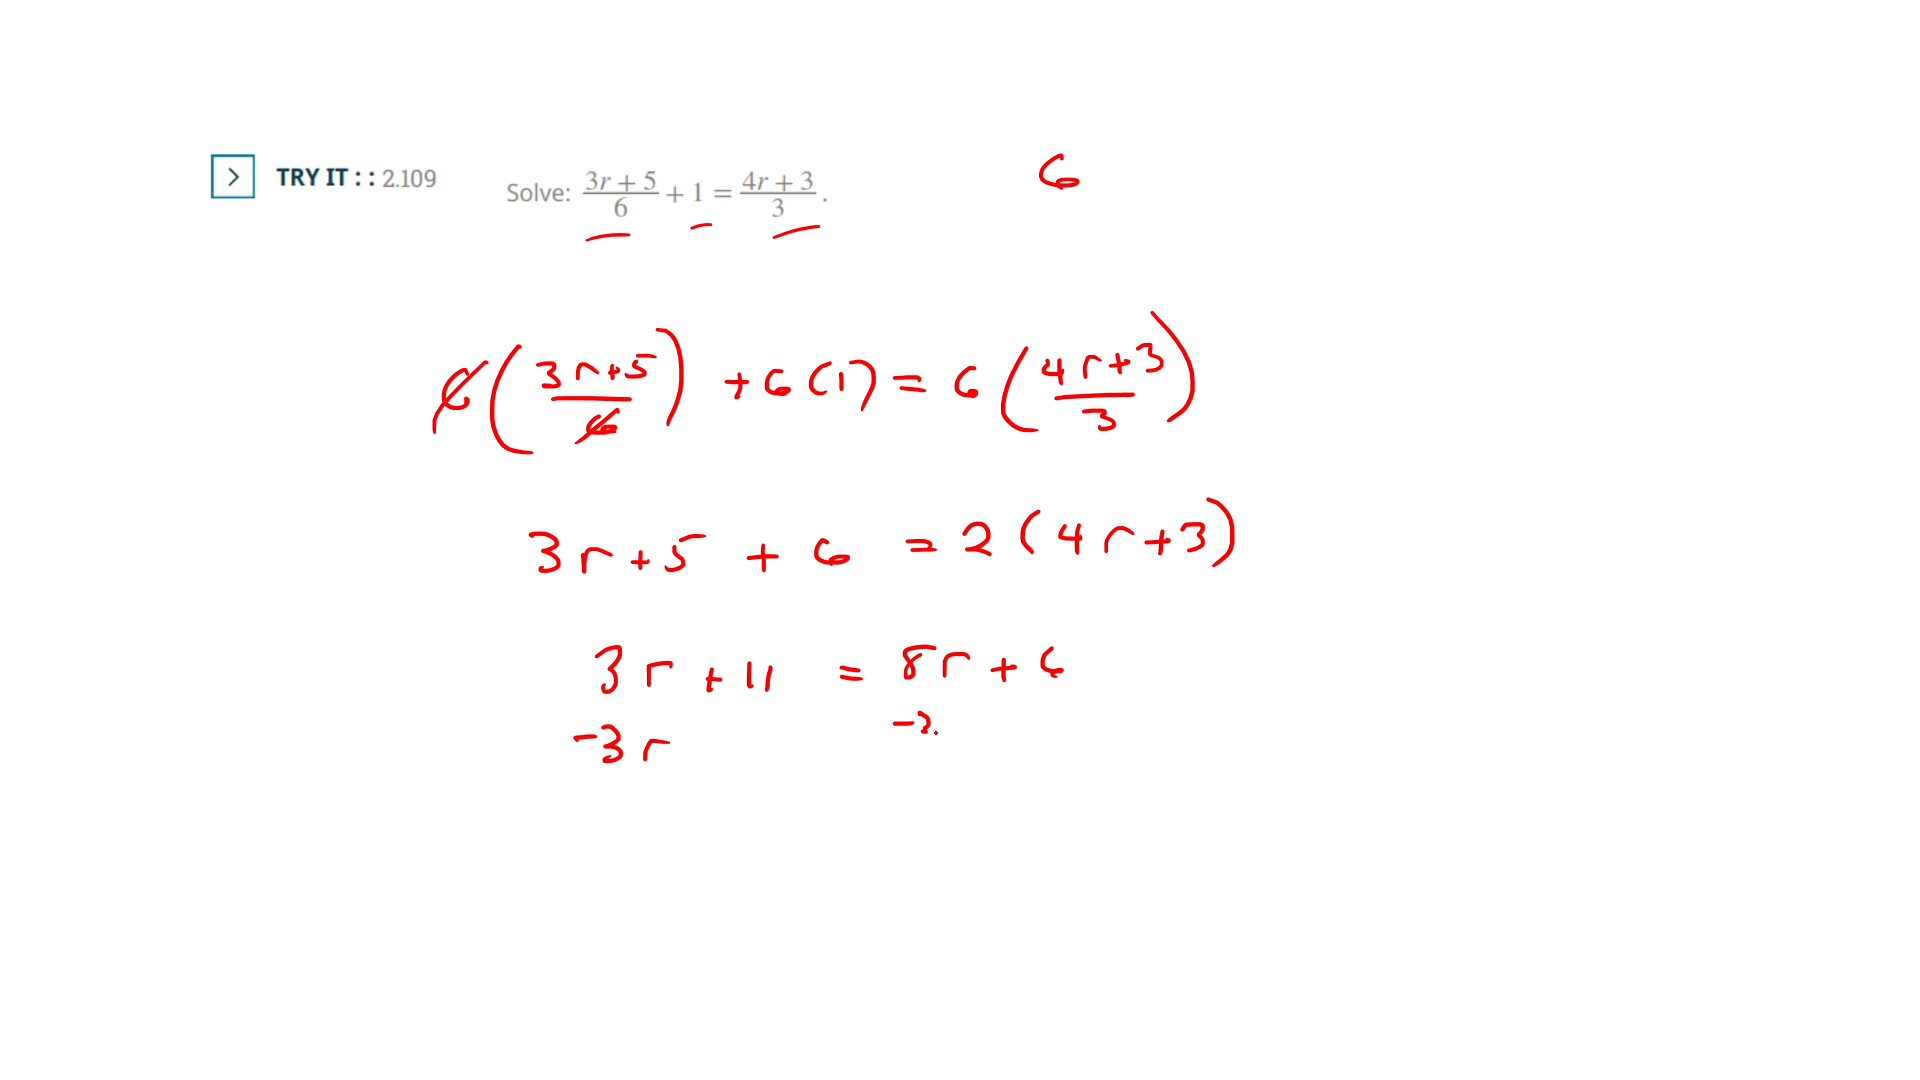 6
TRY IT : : 2.109 Solve: (3r + 5)/6 + 1 = (4r + 3)/3 .
6((3r+5)/6) + 6(1) = 6((4r+3)/3)
3r+5 + 6 = 2(4r+3)
3r + 11 = 8r + 6
-3r -3